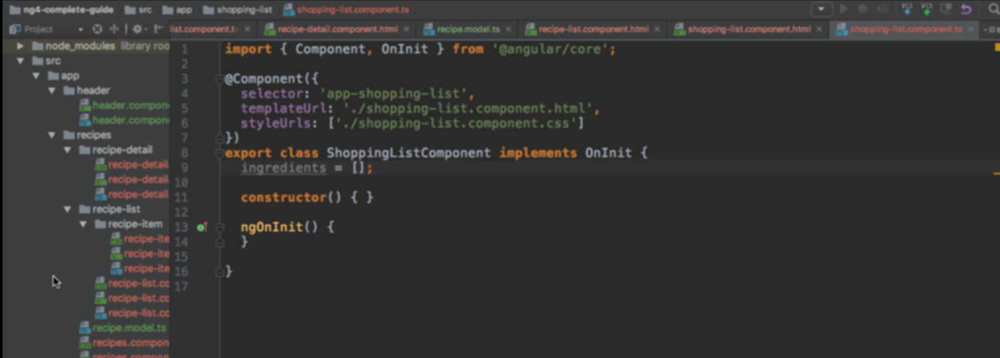 ng4-complete-guide src app shopping-list shopping-list.component.ts
VCS VCS
Project
list.component.ts recipe-detail.component.html recipe.model.ts recipe-list.component.html shopping-list.component.html shopping-list.component.ts
node_modules library roo
src
app
header
header.compone
header.compone
recipes
recipe-detail
recipe-detail.
recipe-detail.
recipe-detail.
recipe-list
recipe-item
recipe-ite
recipe-ite
recipe-ite
recipe-list.cc
recipe-list.cc
recipe-list.cc
recipe.model.ts
recipes.compon
recipes.compon
1 import { Component, OnInit } from '@angular/core';
2
3 @Component({
4 selector: 'app-shopping-list',
5 templateUrl: './shopping-list.component.html',
6 styleUrls: ['./shopping-list.component.css']
7 })
8 export class ShoppingListComponent implements OnInit {
9 ingredients = [];
10
11 constructor() { }
12
13 ngOnInit() {
14 }
15
16 }
17